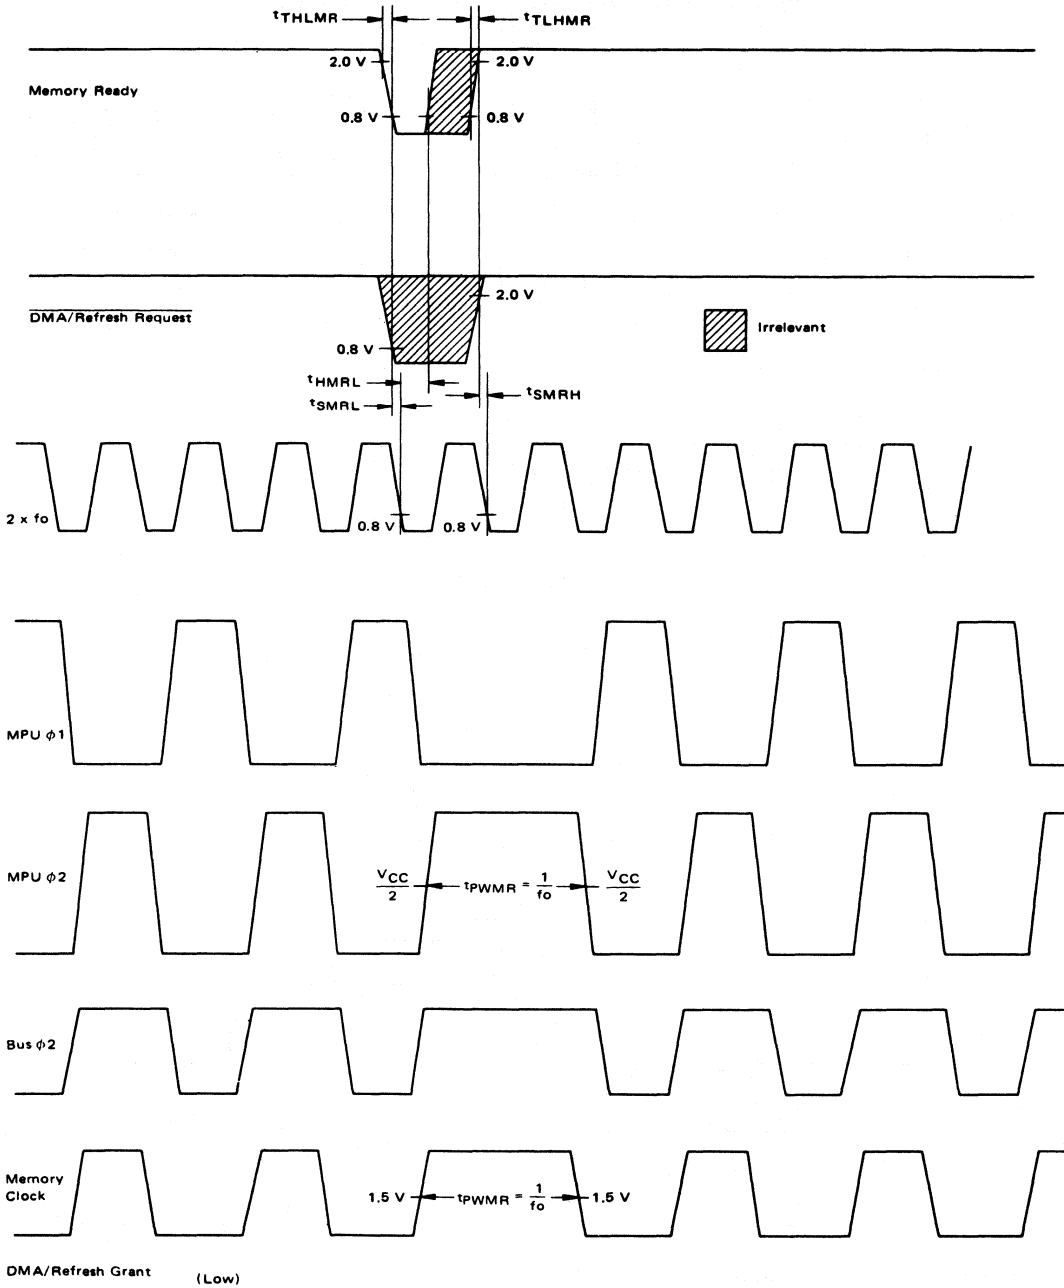 tTHLMR tTLHMR
2.0 V 2.0 V
Memory Ready
0.8 V 0.8 V
2.0 V
DMA/Refresh Request
Irrelevant
0.8 V
tHMRL
tSMRH
tSMRL
2 x fo
0.8 V 0.8 V
MPU ϕ1
MPU ϕ2
VCC/2 tPWMR = 1/fo VCC/2
Bus ϕ2
Memory
Clock
1.5 V tPWMR = 1/fo 1.5 V
DMA/Refresh Grant (Low)